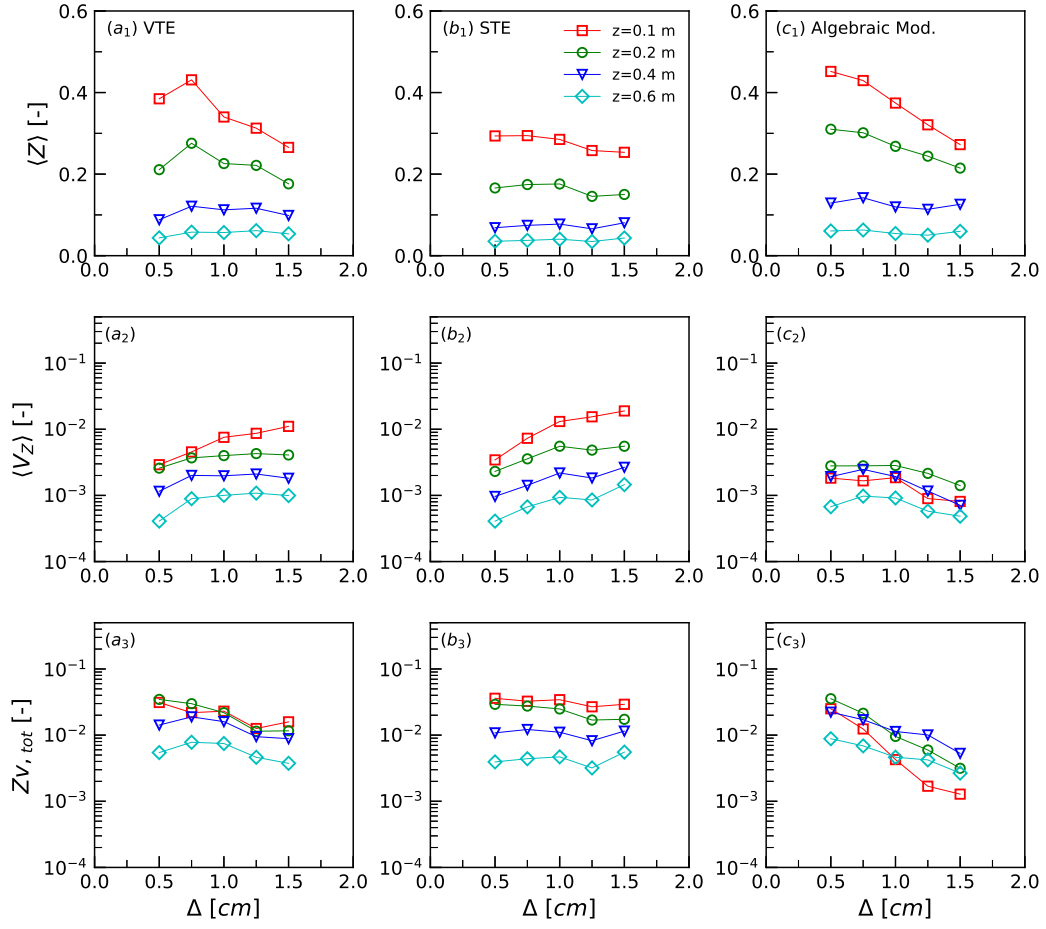 (a₁) VTE
(b₁) STE
(c₁) Algebraic Mod.
z=0.1 m
z=0.2 m
z=0.4 m
z=0.6 m
⟨Z⟩ [-]
0.6
0.4
0.2
0.0
0.0 0.5 1.0 1.5 2.0
0.6
0.4
0.2
0.0
0.0 0.5 1.0 1.5 2.0
0.6
0.4
0.2
0.0
0.0 0.5 1.0 1.5 2.0
(a₂)
(b₂)
(c₂)
⟨V_Z⟩ [-]
10⁻¹
10⁻²
10⁻³
10⁻⁴
0.0 0.5 1.0 1.5 2.0
10⁻¹
10⁻²
10⁻³
10⁻⁴
0.0 0.5 1.0 1.5 2.0
10⁻¹
10⁻²
10⁻³
10⁻⁴
0.0 0.5 1.0 1.5 2.0
(a₃)
(b₃)
(c₃)
Zv, tot [-]
10⁻¹
10⁻²
10⁻³
10⁻⁴
0.0 0.5 1.0 1.5 2.0
Δ [cm]
10⁻¹
10⁻²
10⁻³
10⁻⁴
0.0 0.5 1.0 1.5 2.0
Δ [cm]
10⁻¹
10⁻²
10⁻³
10⁻⁴
0.0 0.5 1.0 1.5 2.0
Δ [cm]